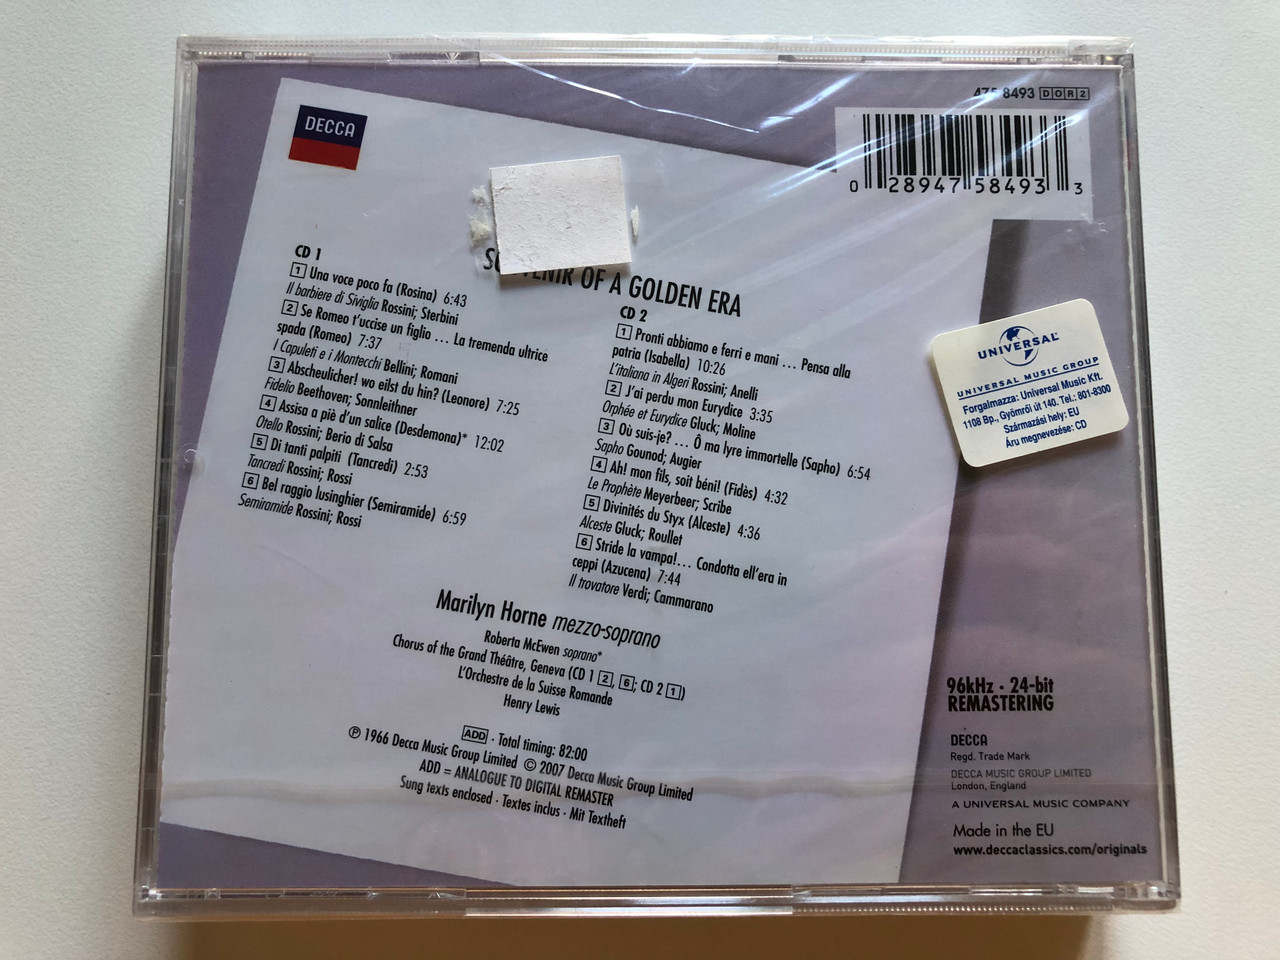 475 8493 DOR2
DECCA
0 28947 58493 3
OF A GOLDEN ERA
CD 1
1 Una voce poco fa (Rosina) 6:43
Il barbiere di Siviglia Rossini; Sterbini
2 Se Romeo t'uccise un figlio ... La tremenda ultrice
spada (Romeo) 7:37
I Capuleti e i Montecchi Bellini; Romani
3 Abscheulicher! wo eilst du hin? (Leonore) 7:25
Fidelio Beethoven; Sonnleithner
4 Assisa a piè d'un salice (Desdemona)* 12:02
Otello Rossini; Berio di Salsa
5 Di tanti palpiti (Tancredi) 2:53
Tancredi Rossini; Rossi
6 Bel raggio lusinghier (Semiramide) 6:59
Semiramide Rossini; Rossi
CD 2
1 Pronti abbiamo e ferri e mani ... Pensa alla
patria (Isabella) 10:26
L'italiana in Algeri Rossini; Anelli
2 J'ai perdu mon Eurydice 3:35
Orphée et Eurydice Gluck; Moline
3 Où suis-je? ... Ô ma lyre immortelle (Sapho) 6:54
Sapho Gounod; Augier
4 Ah! mon fils, soit béni! (Fidès) 4:32
Le Prophète Meyerbeer; Scribe
5 Divinités du Styx (Alceste) 4:36
Alceste Gluck; Roullet
6 Stride la vampa!... Condotta ell'era in
ceppi (Azucena) 7:44
Il trovatore Verdi; Cammarano
Marilyn Horne mezzo-soprano
Roberta McEwen soprano*
Chorus of the Grand Théâtre, Geneva (CD 1 2, 6; CD 2 1)
L'Orchestre de la Suisse Romande
Henry Lewis
ADD · Total timing: 82:00
℗ 1966 Decca Music Group Limited © 2007 Decca Music Group Limited
ADD = ANALOGUE TO DIGITAL REMASTER
Sung texts enclosed · Textes inclus · Mit Textheft
UNIVERSAL
UNIVERSAL MUSIC GROUP
Forgalmazza: Universal Music Kft.
1108 Bp., Gyömrői út 140. Tel.: 801-8300
Származási hely: EU
Áru megnevezése: CD
96kHz · 24-bit
REMASTERING
DECCA
Regd. Trade Mark
DECCA MUSIC GROUP LIMITED
London, England
A UNIVERSAL MUSIC COMPANY
Made in the EU
www.deccaclassics.com/originals